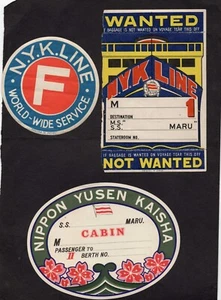 N.Y.K. LINE
F
WORLD-WIDE SERVICE
WANTED
IF BAGGAGE IS WANTED ON VOYAGE TEAR THIS OFF
NYK LINE
M 1
DESTINATION
M.S.
S.S. MARU
STATEROOM NO.
IF BAGGAGE IS WANTED ON VOYAGE TEAR THIS OFF
NOT WANTED
NIPPON YUSEN KAISHA
S.S. MARU.
CABIN
M
PASSENGER TO
II BERTH NO.